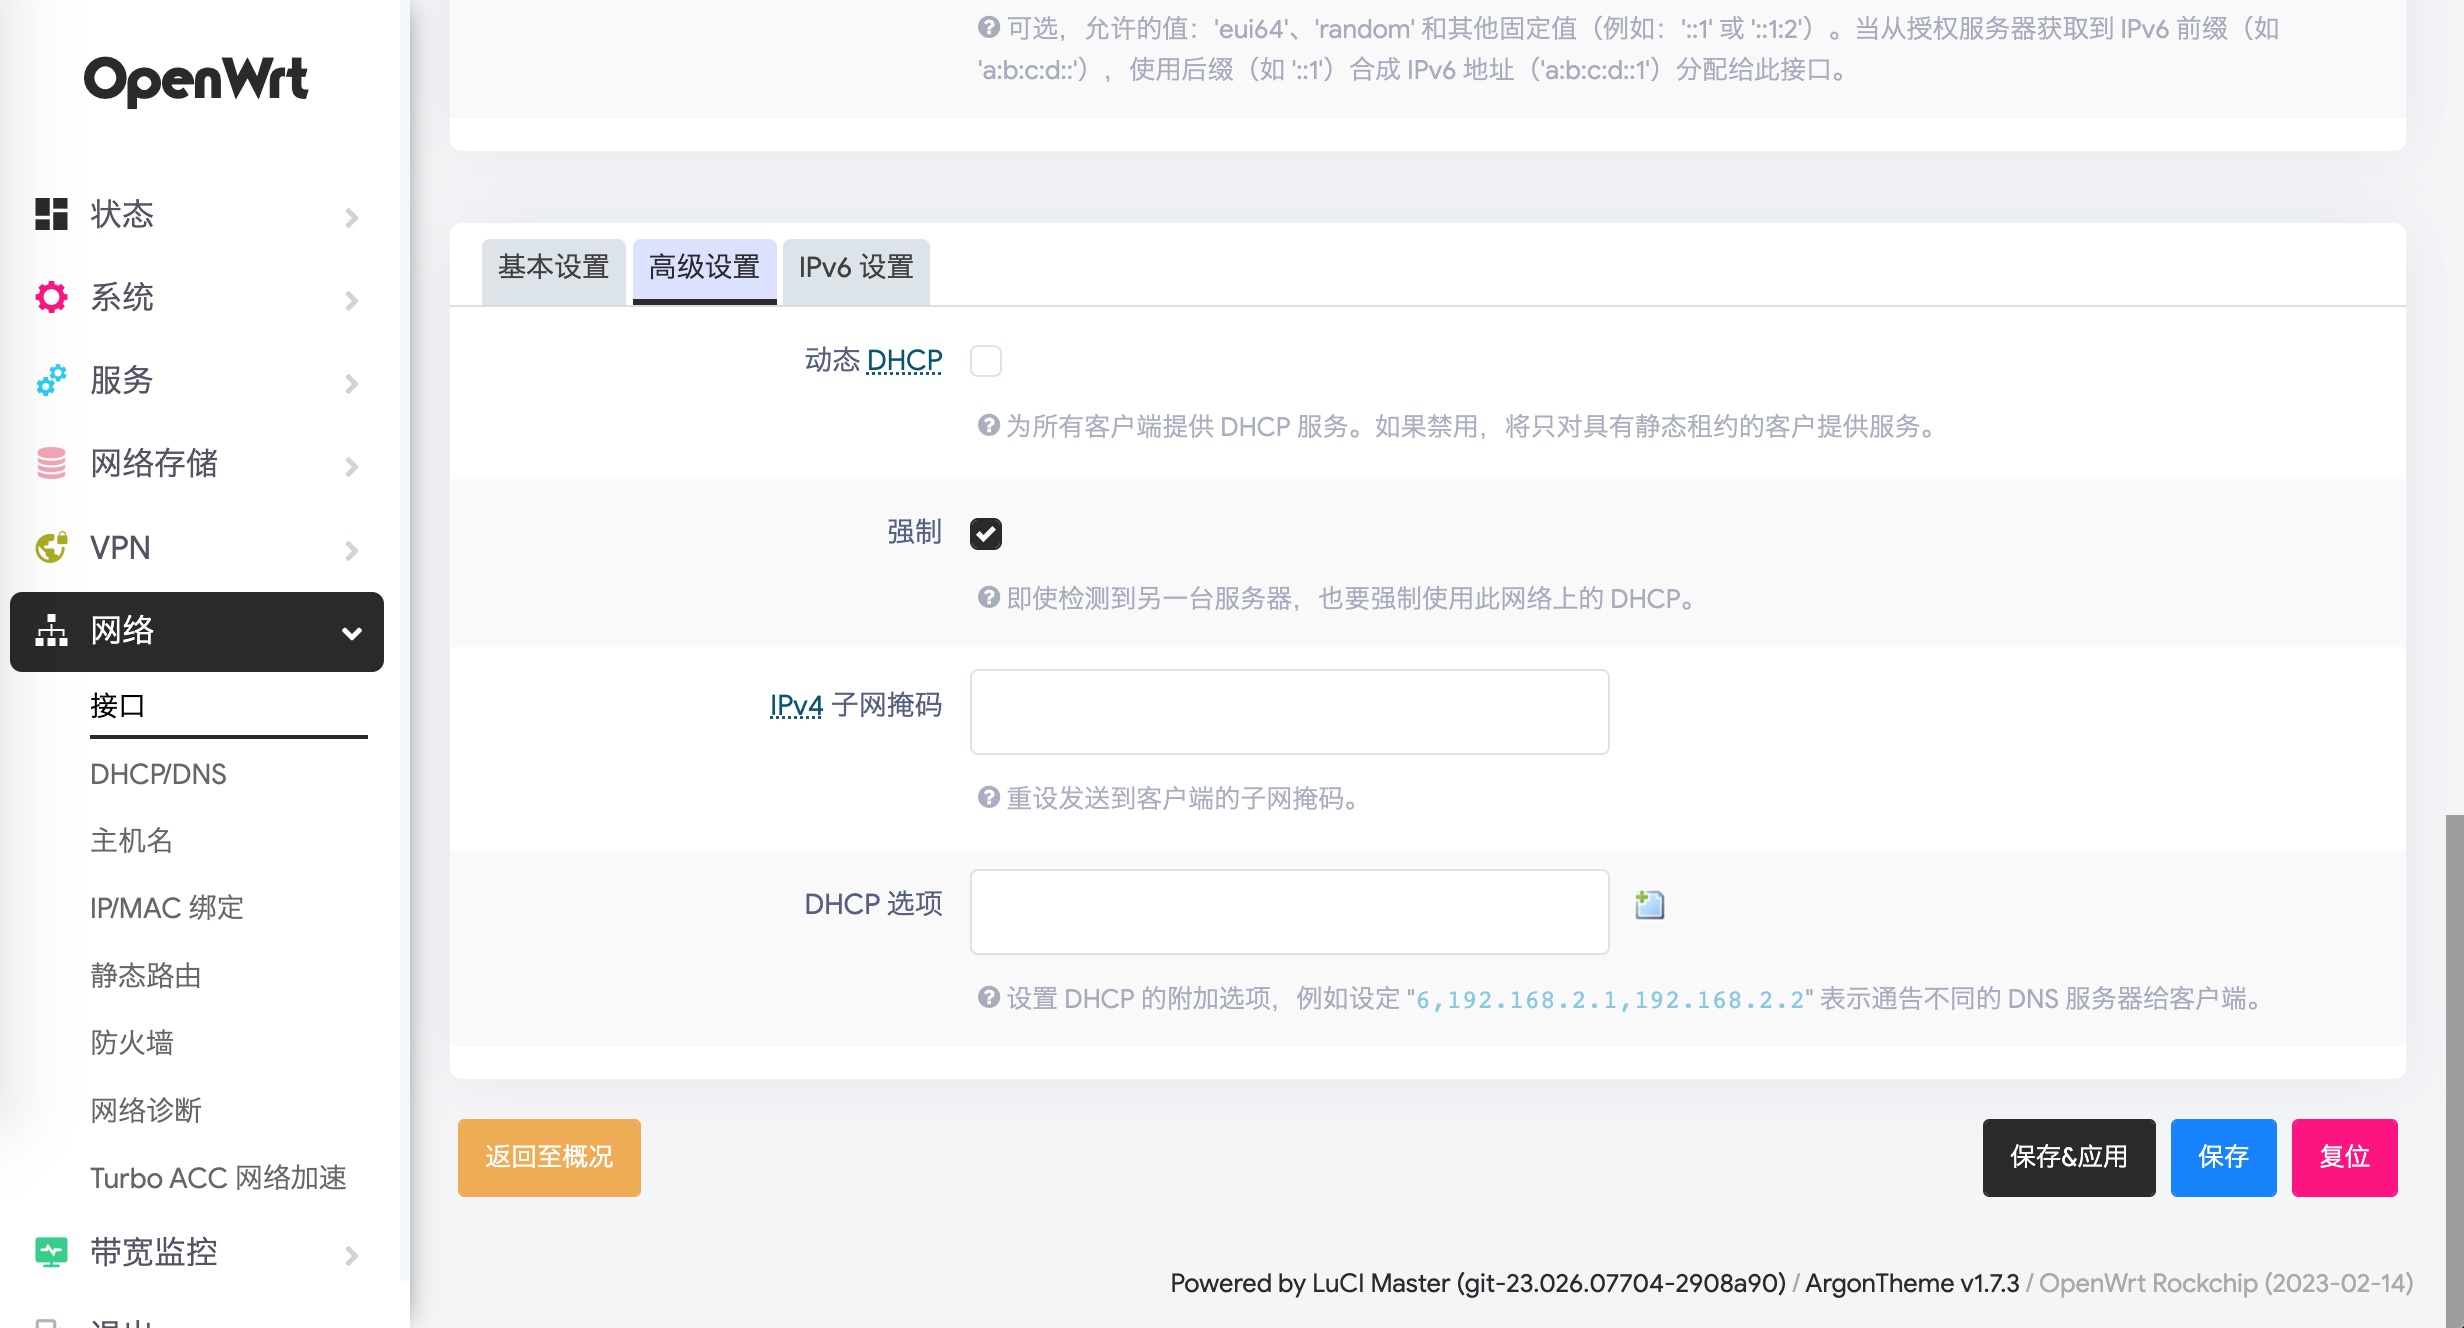 OpenWrt
状态
系统
服务
网络存储
VPN
网络
接口
DHCP/DNS
主机名
IP/MAC 绑定
静态路由
防火墙
网络诊断
Turbo ACC 网络加速
带宽监控
可选，允许的值：'eui64'、'random' 和其他固定值（例如：'::1' 或 '::1:2'）。当从授权服务器获取到 IPv6 前缀（如
'a:b:c:d::'），使用后缀（如 '::1'）合成 IPv6 地址（'a:b:c:d::1'）分配给此接口。
基本设置 高级设置 IPv6 设置
动态 DHCP
为所有客户端提供 DHCP 服务。如果禁用，将只对具有静态租约的客户提供服务。
强制
即使检测到另一台服务器，也要强制使用此网络上的 DHCP。
IPv4 子网掩码
重设发送到客户端的子网掩码。
DHCP 选项
设置 DHCP 的附加选项，例如设定 "6,192.168.2.1,192.168.2.2" 表示通告不同的 DNS 服务器给客户端。
返回至概况 保存&应用 保存 复位
Powered by LuCI Master (git-23.026.07704-2908a90) / ArgonTheme v1.7.3 / OpenWrt Rockchip (2023-02-14)